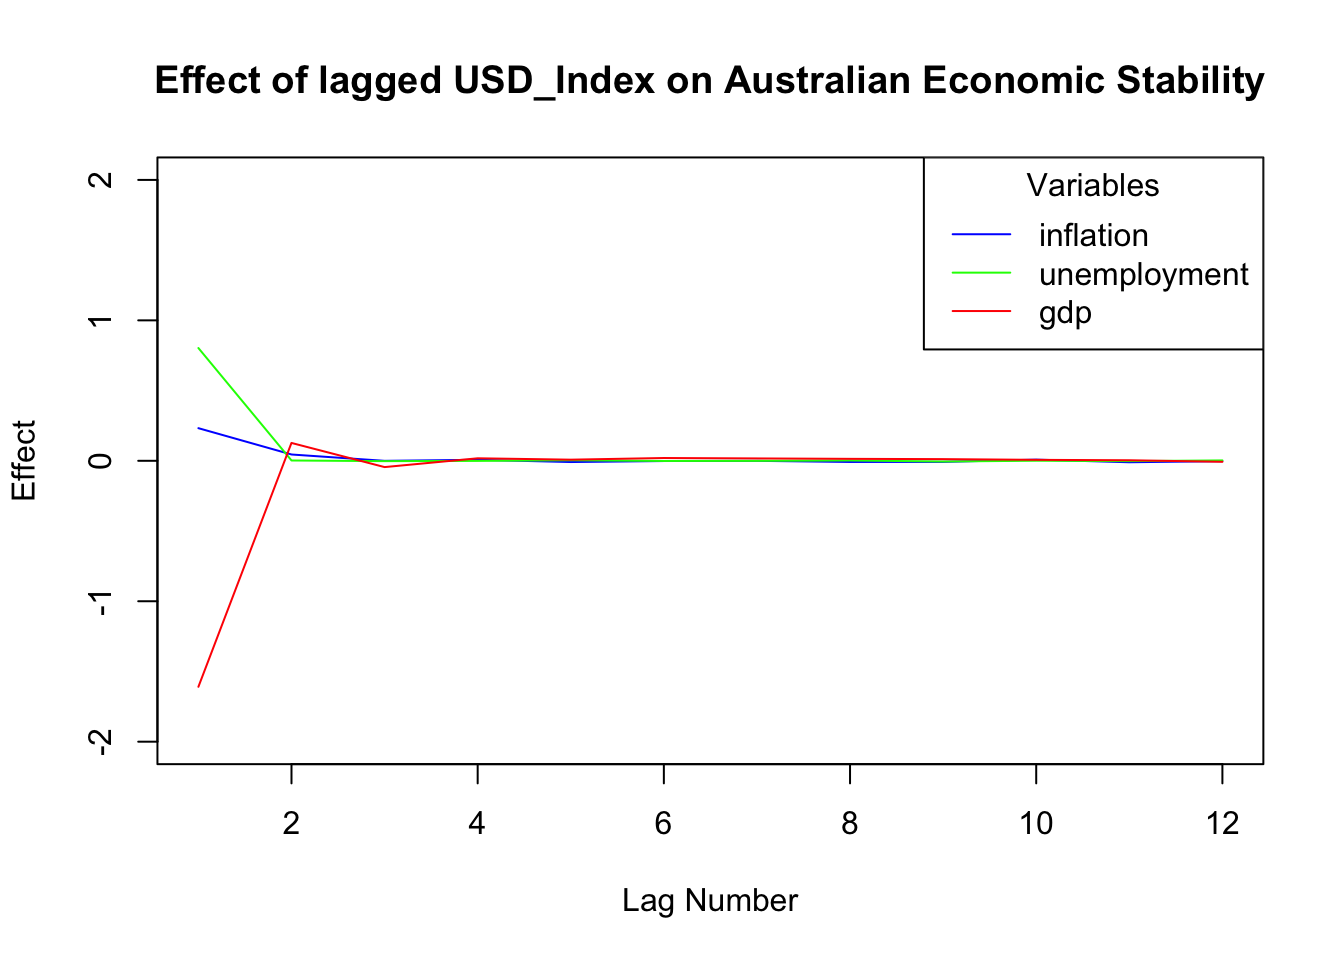 Effect of lagged USD_Index on Australian Economic Stability
Variables
inflation
unemployment
gdp
2
1
0
-1
-2
Effect
2 4 6 8 10 12
Lag Number